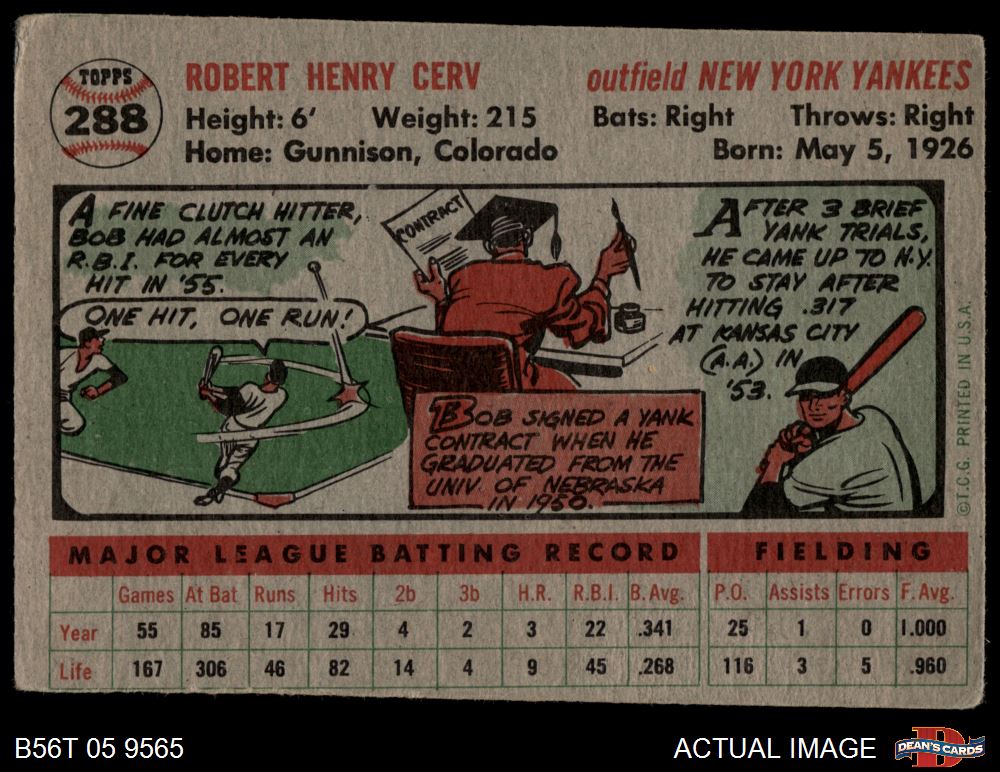 TOPPS
288
ROBERT HENRY CERV
outfield NEW YORK YANKEES
Height: 6' Weight: 215 Bats: Right Throws: Right
Home: Gunnison, Colorado Born: May 5, 1926
A FINE CLUTCH HITTER,
BOB HAD ALMOST AN
R.B.I. FOR EVERY
HIT IN '55.
ONE HIT, ONE RUN!
CONTRACT
BOB SIGNED A YANK
CONTRACT WHEN HE
GRADUATED FROM THE
UNIV. OF NEBRASKA
IN 1950.
AFTER 3 BRIEF
YANK TRIALS,
HE CAME UP TO N.Y.
TO STAY AFTER
HITTING .317
AT KANSAS CITY
(A.A.) IN
'53.
©T.C.G. PRINTED IN U.S.A.
MAJOR LEAGUE BATTING RECORD FIELDING
Games At Bat Runs Hits 2b 3b H.R. R.B.I. B. Avg. P.O. Assists Errors F. Avg.
Year 55 85 17 29 4 2 3 22 .341 25 1 0 1.000
Life 167 306 46 82 14 4 9 45 .268 116 3 5 .960
B56T 05 9565 ACTUAL IMAGE
D
DEAN'S CARDS